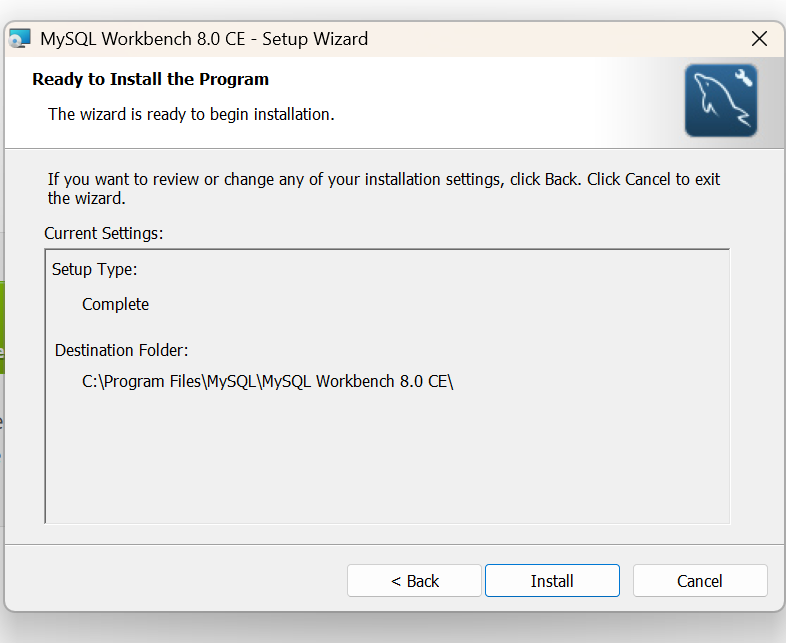 MySQL Workbench 8.0 CE - Setup Wizard
Ready to Install the Program
The wizard is ready to begin installation.
If you want to review or change any of your installation settings, click Back. Click Cancel to exit
the wizard.
Current Settings:
Setup Type:
Complete
Destination Folder:
C:\Program Files\MySQL\MySQL Workbench 8.0 CE\
< Back
Install
Cancel